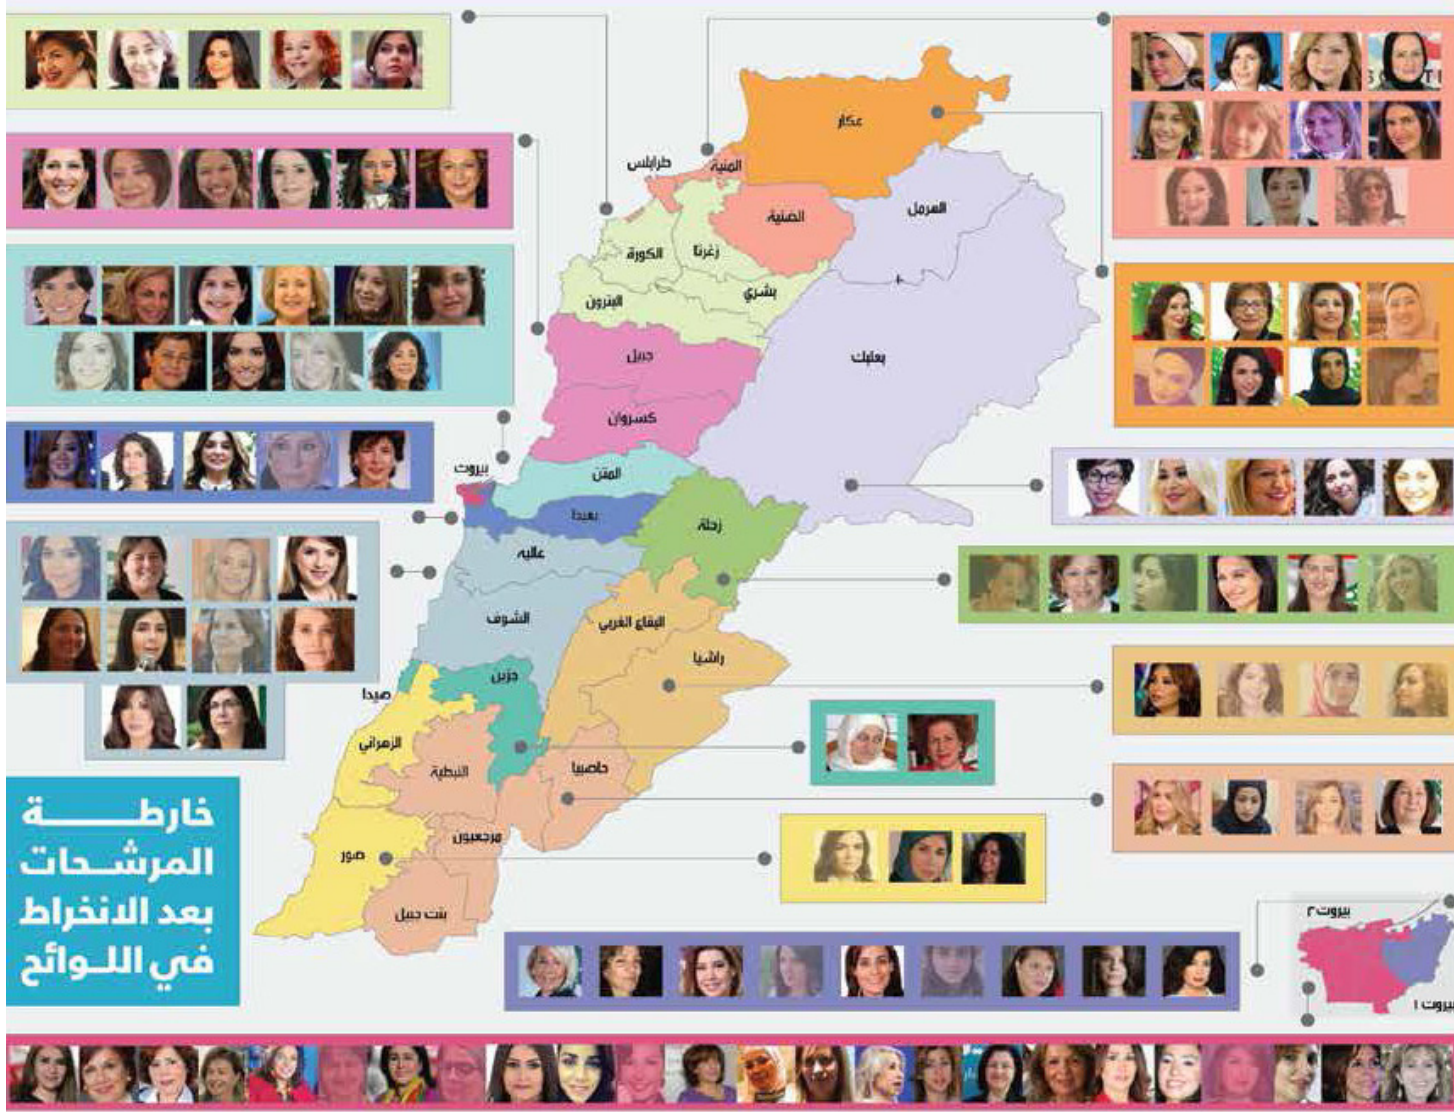 عكار
طرابلس
المنية
الضنية
الهرمل
زغرتا
الكورة
بشري
البترون
بعلبك
جبيل
كسروان
المتن
بيروت
بعبدا
زحلة
عاليه
الشوف
البقاع الغربي
راشيا
جزين
صيدا
الزهراني
النبطية
حاصبيا
مرجعيون
صور
بنت جبيل
خارطة
المرشحات
بعد الانخراط
في اللوائح
بيروت ٢
بيروت ١